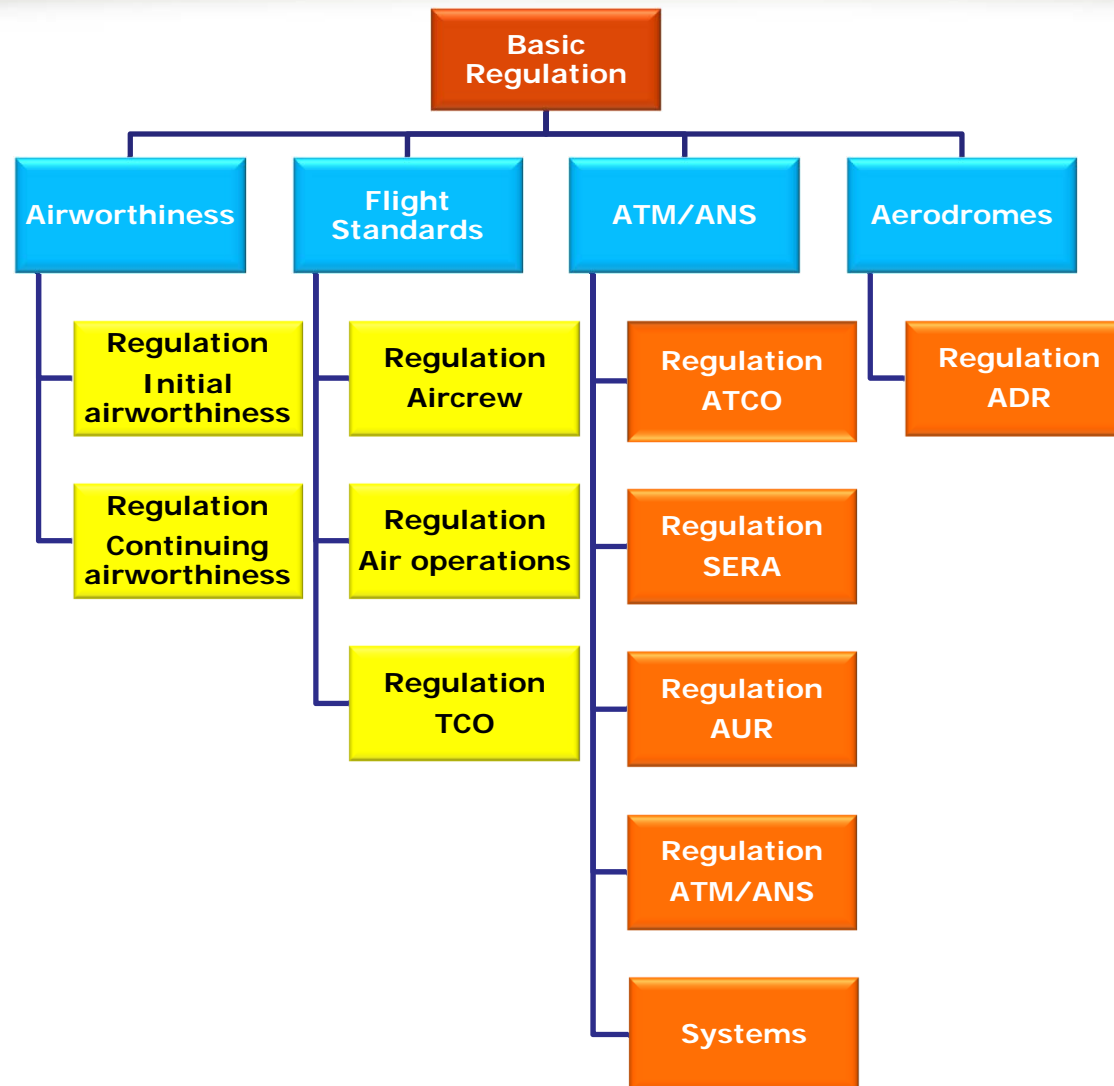 Basic
Regulation
Airworthiness
Flight
Standards
ATM/ANS
Aerodromes
Regulation
Initial
airworthiness
Regulation
Continuing
airworthiness
Regulation
Aircrew
Regulation
Air operations
Regulation
TCO
Regulation
ATCO
Regulation
SERA
Regulation
AUR
Regulation
ATM/ANS
Systems
Regulation
ADR